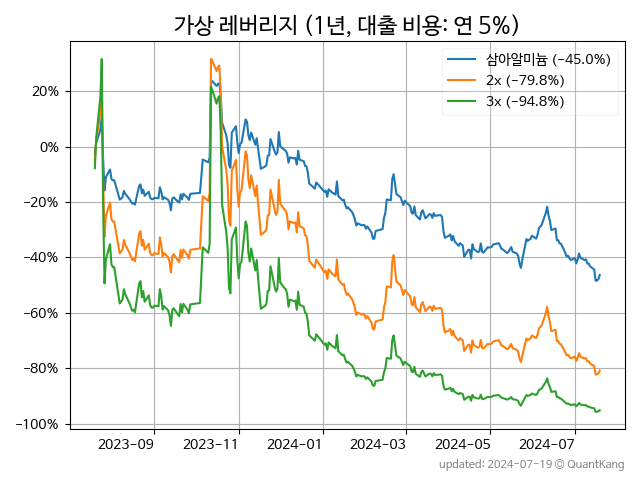 가상 레버리지 (1년, 대출 비용: 연 5%)
삼아알미늄 (−45.0%)
2x (−79.8%)
3x (−94.8%)
20%
0%
−20%
−40%
−60%
−80%
−100%
2023-09
2023-11
2024-01
2024-03
2024-05
2024-07
updated: 2024-07-19 © QuantKang